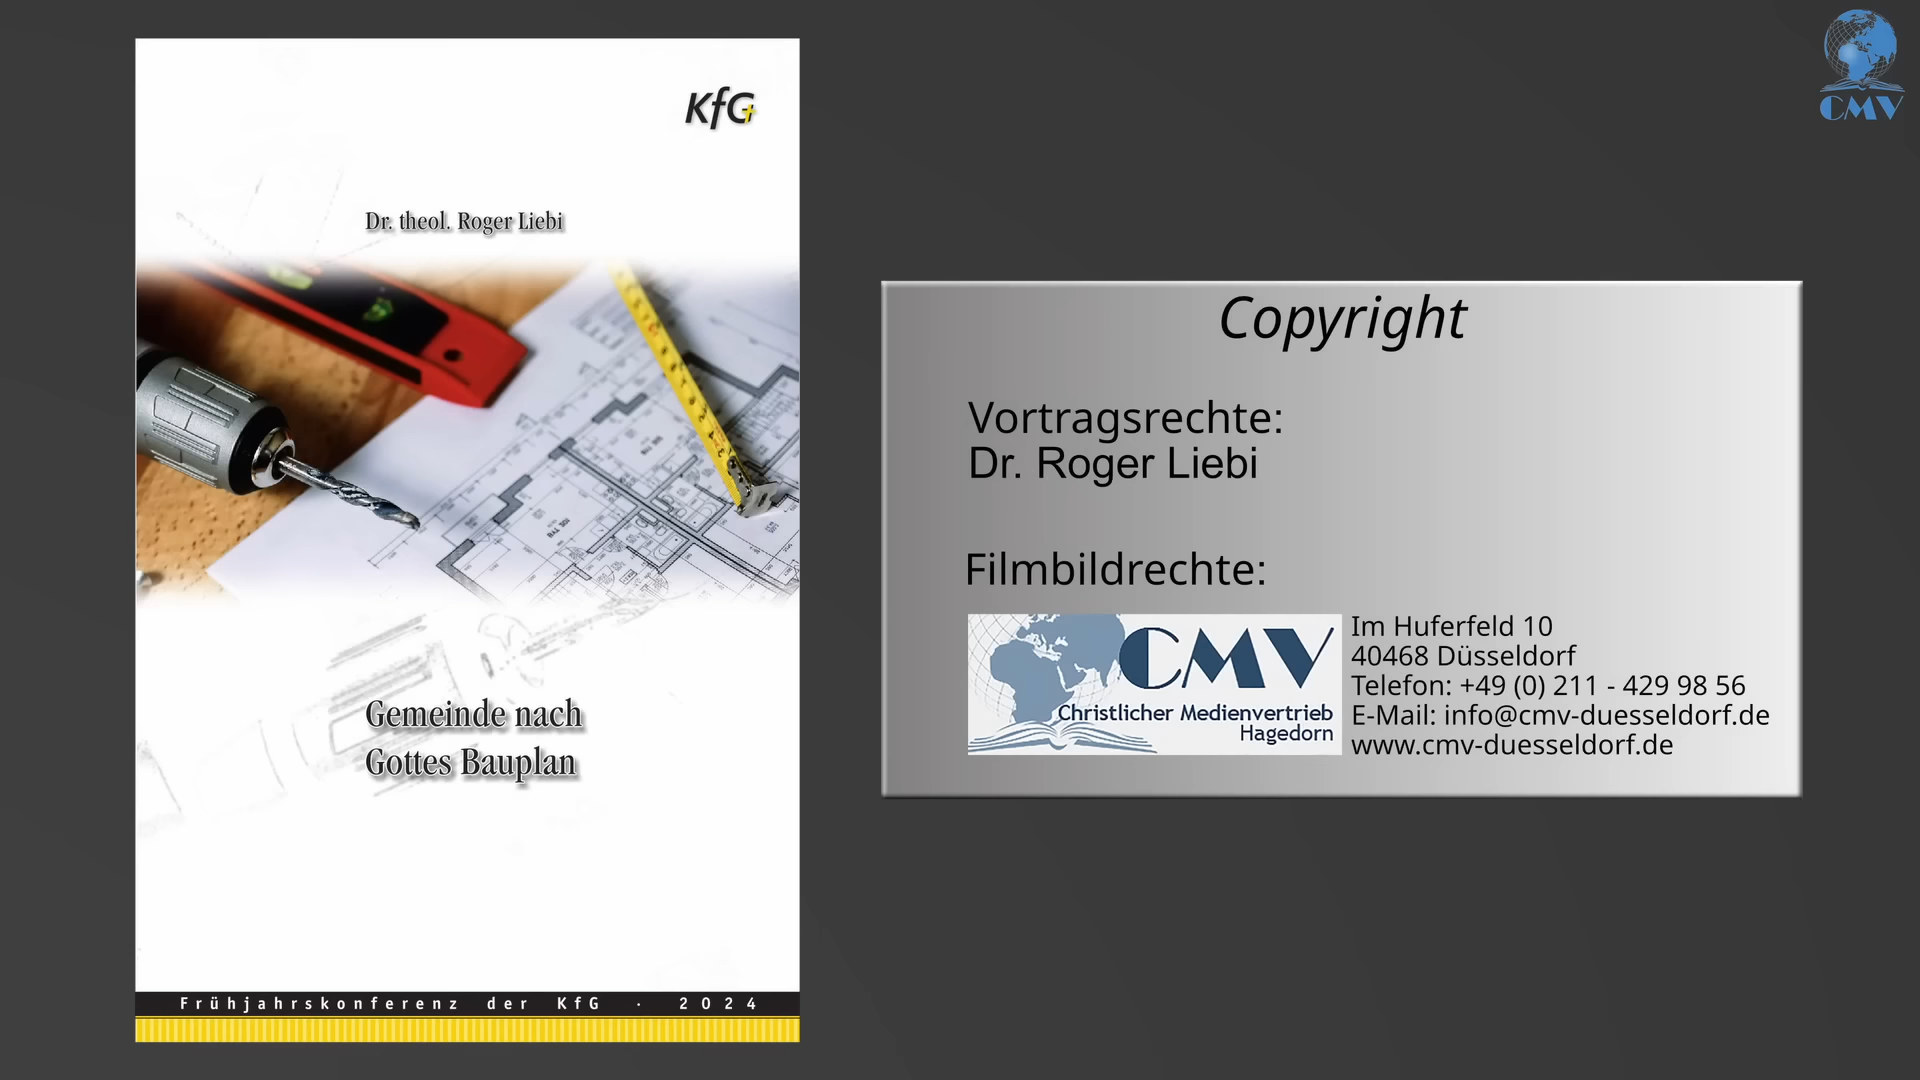 KfG
Dr. theol. Roger Liebi
Gemeinde nach
Gottes Bauplan
Frühjahrskonferenz der KfG · 2024
CMV
Copyright
Vortragsrechte:
Dr. Roger Liebi
Filmbildrechte:
CMV
Christlicher Medienvertrieb
Hagedorn
Im Huferfeld 10
40468 Düsseldorf
Telefon: +49 (0) 211 - 429 98 56
E-Mail: info@cmv-duesseldorf.de
www.cmv-duesseldorf.de